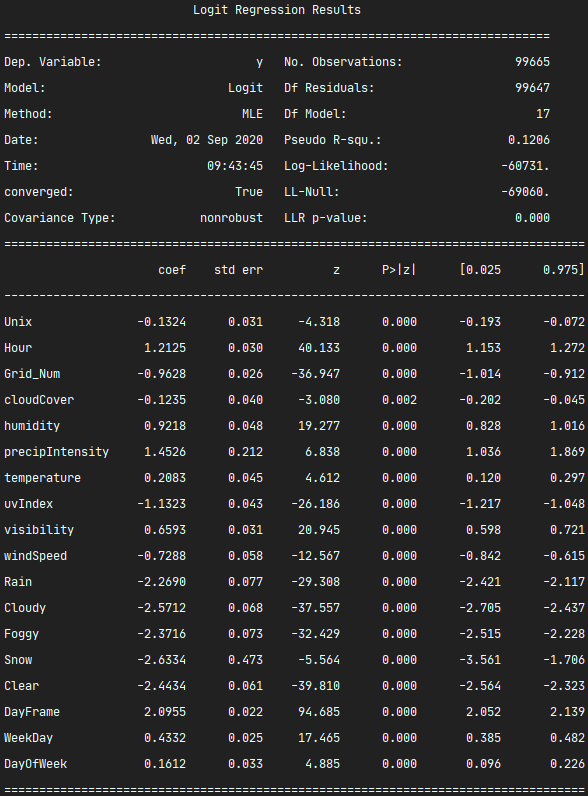 Logit Regression Results
==============================================================================
Dep. Variable: y No. Observations: 99665
Model: Logit Df Residuals: 99647
Method: MLE Df Model: 17
Date: Wed, 02 Sep 2020 Pseudo R-squ.: 0.1206
Time: 09:43:45 Log-Likelihood: -60731.
converged: True LL-Null: -69060.
Covariance Type: nonrobust LLR p-value: 0.000
===================================================================================
coef std err z P>|z| [0.025 0.975]
-----------------------------------------------------------------------------------
Unix -0.1324 0.031 -4.318 0.000 -0.193 -0.072
Hour 1.2125 0.030 40.133 0.000 1.153 1.272
Grid_Num -0.9628 0.026 -36.947 0.000 -1.014 -0.912
cloudCover -0.1235 0.040 -3.080 0.002 -0.202 -0.045
humidity 0.9218 0.048 19.277 0.000 0.828 1.016
precipIntensity 1.4526 0.212 6.838 0.000 1.036 1.869
temperature 0.2083 0.045 4.612 0.000 0.120 0.297
uvIndex -1.1323 0.043 -26.186 0.000 -1.217 -1.048
visibility 0.6593 0.031 20.945 0.000 0.598 0.721
windSpeed -0.7288 0.058 -12.567 0.000 -0.842 -0.615
Rain -2.2690 0.077 -29.308 0.000 -2.421 -2.117
Cloudy -2.5712 0.068 -37.557 0.000 -2.705 -2.437
Foggy -2.3716 0.073 -32.429 0.000 -2.515 -2.228
Snow -2.6334 0.473 -5.564 0.000 -3.561 -1.706
Clear -2.4434 0.061 -39.810 0.000 -2.564 -2.323
DayFrame 2.0955 0.022 94.685 0.000 2.052 2.139
WeekDay 0.4332 0.025 17.465 0.000 0.385 0.482
DayOfWeek 0.1612 0.033 4.885 0.000 0.096 0.226
===================================================================================